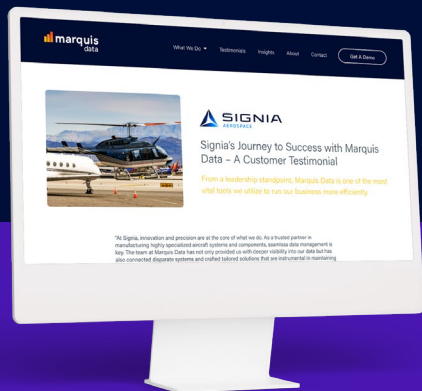 marquis
data
What We Do
Testimonials
Insights
About
Contact
Get A Demo
SIGNIA
AEROSPACE
Signia's Journey to Success with Marquis
Data – A Customer Testimonial
From a leadership standpoint, Marquis Data is one of the most
vital tools we utilize to run our business more efficiently
"At Signia, innovation and precision are at the core of what we do. As a trusted partner in
manufacturing highly specialized aircraft systems and components, seamless data management is
key. The team at Marquis Data has not only provided us with deeper visibility into our data but has
also connected disparate systems and crafted tailored solutions that are instrumental in maintaining